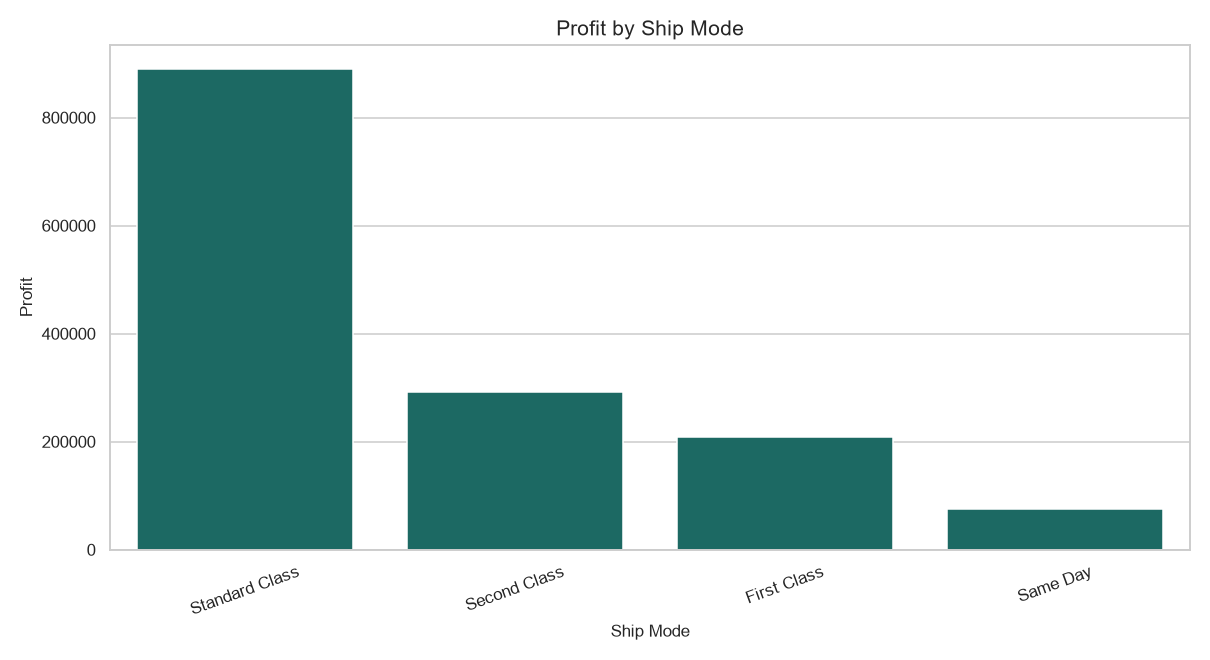 Profit by Ship Mode
800000
600000
400000
200000
0
Profit
Standard Class
Second Class
First Class
Same Day
Ship Mode